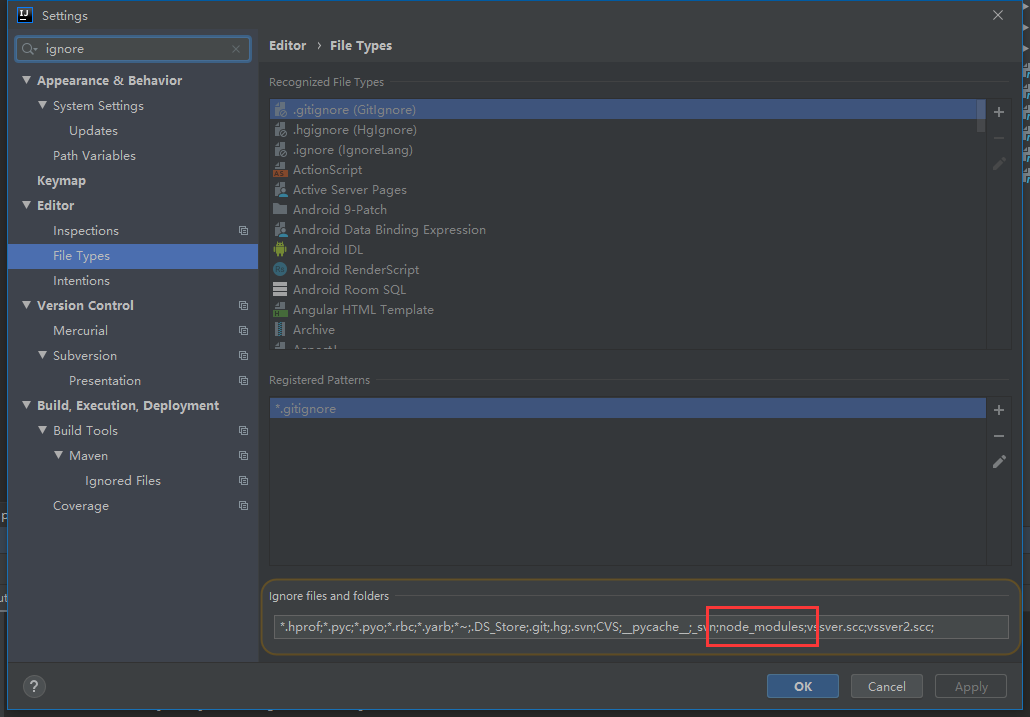 Settings
ignore
Appearance & Behavior
System Settings
Updates
Path Variables
Keymap
Editor
Inspections
File Types
Intentions
Version Control
Mercurial
Subversion
Presentation
Build, Execution, Deployment
Build Tools
Maven
Ignored Files
Coverage
Editor › File Types
Recognized File Types
.gitignore (GitIgnore)
.hgignore (HgIgnore)
.ignore (IgnoreLang)
ActionScript
Active Server Pages
Android 9-Patch
Android Data Binding Expression
Android IDL
Android RenderScript
Android Room SQL
Angular HTML Template
Archive
Registered Patterns
*.gitignore
Ignore files and folders
*.hprof;*.pyc;*.pyo;*.rbc;*.yarb;*~;.DS_Store;.git;.hg;.svn;CVS;__pycache__;_svn;node_modules;vssver.scc;vssver2.scc;
?
OK
Cancel
Apply